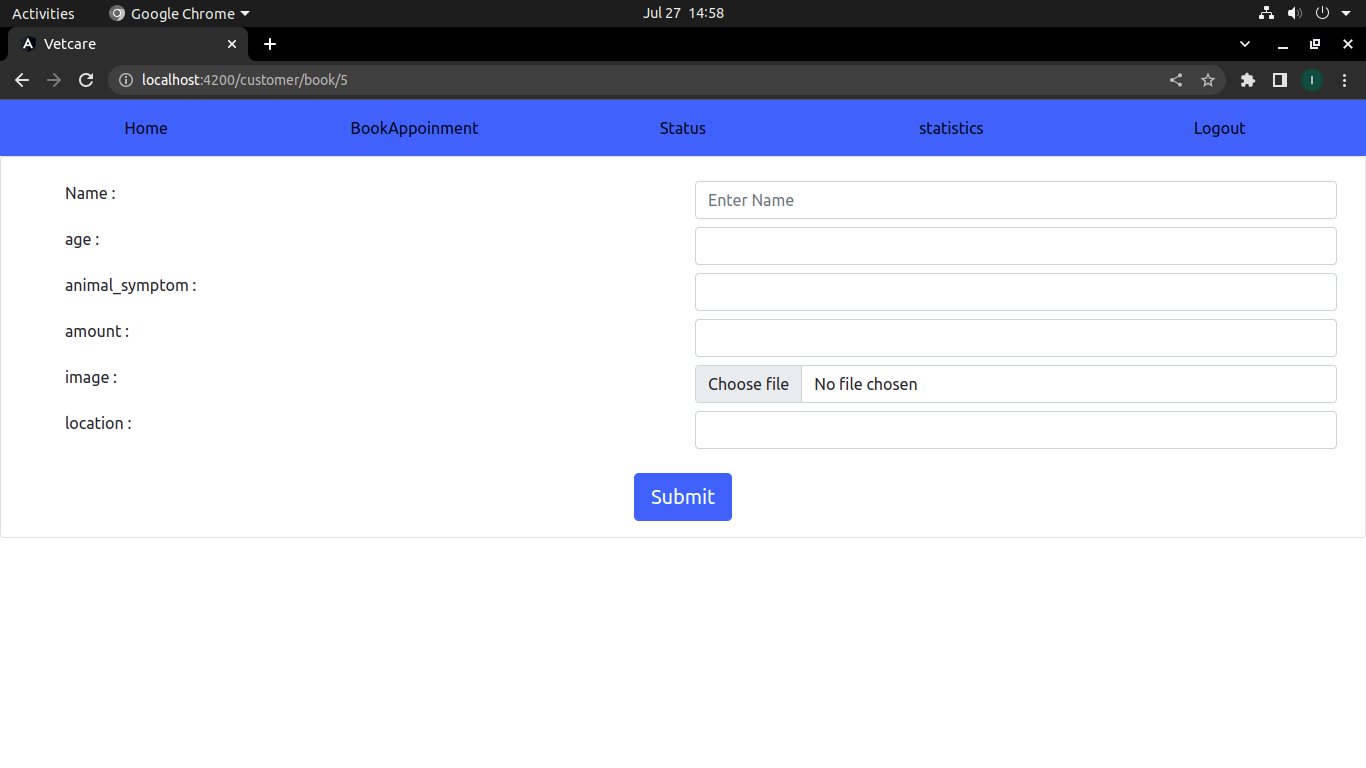 Activities Google Chrome Jul 27 14:58
Vetcare
localhost:4200/customer/book/5 I
Home BookAppoinment Status statistics Logout
Name : Enter Name
age :
animal_symptom :
amount :
image : Choose file No file chosen
location :
Submit